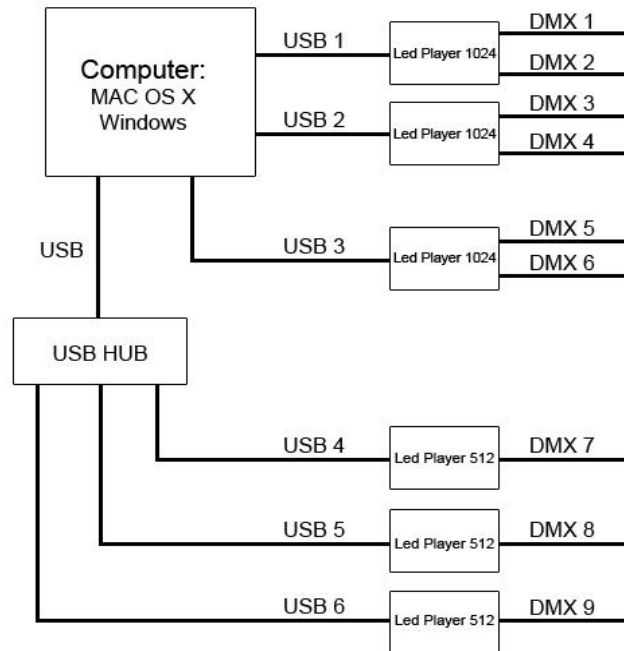 Computer:
MAC OS X
Windows
USB 1
Led Player 1024
DMX 1
DMX 2
USB 2
Led Player 1024
DMX 3
DMX 4
USB 3
Led Player 1024
DMX 5
DMX 6
USB
USB HUB
USB 4
Led Player 512
DMX 7
USB 5
Led Player 512
DMX 8
USB 6
Led Player 512
DMX 9